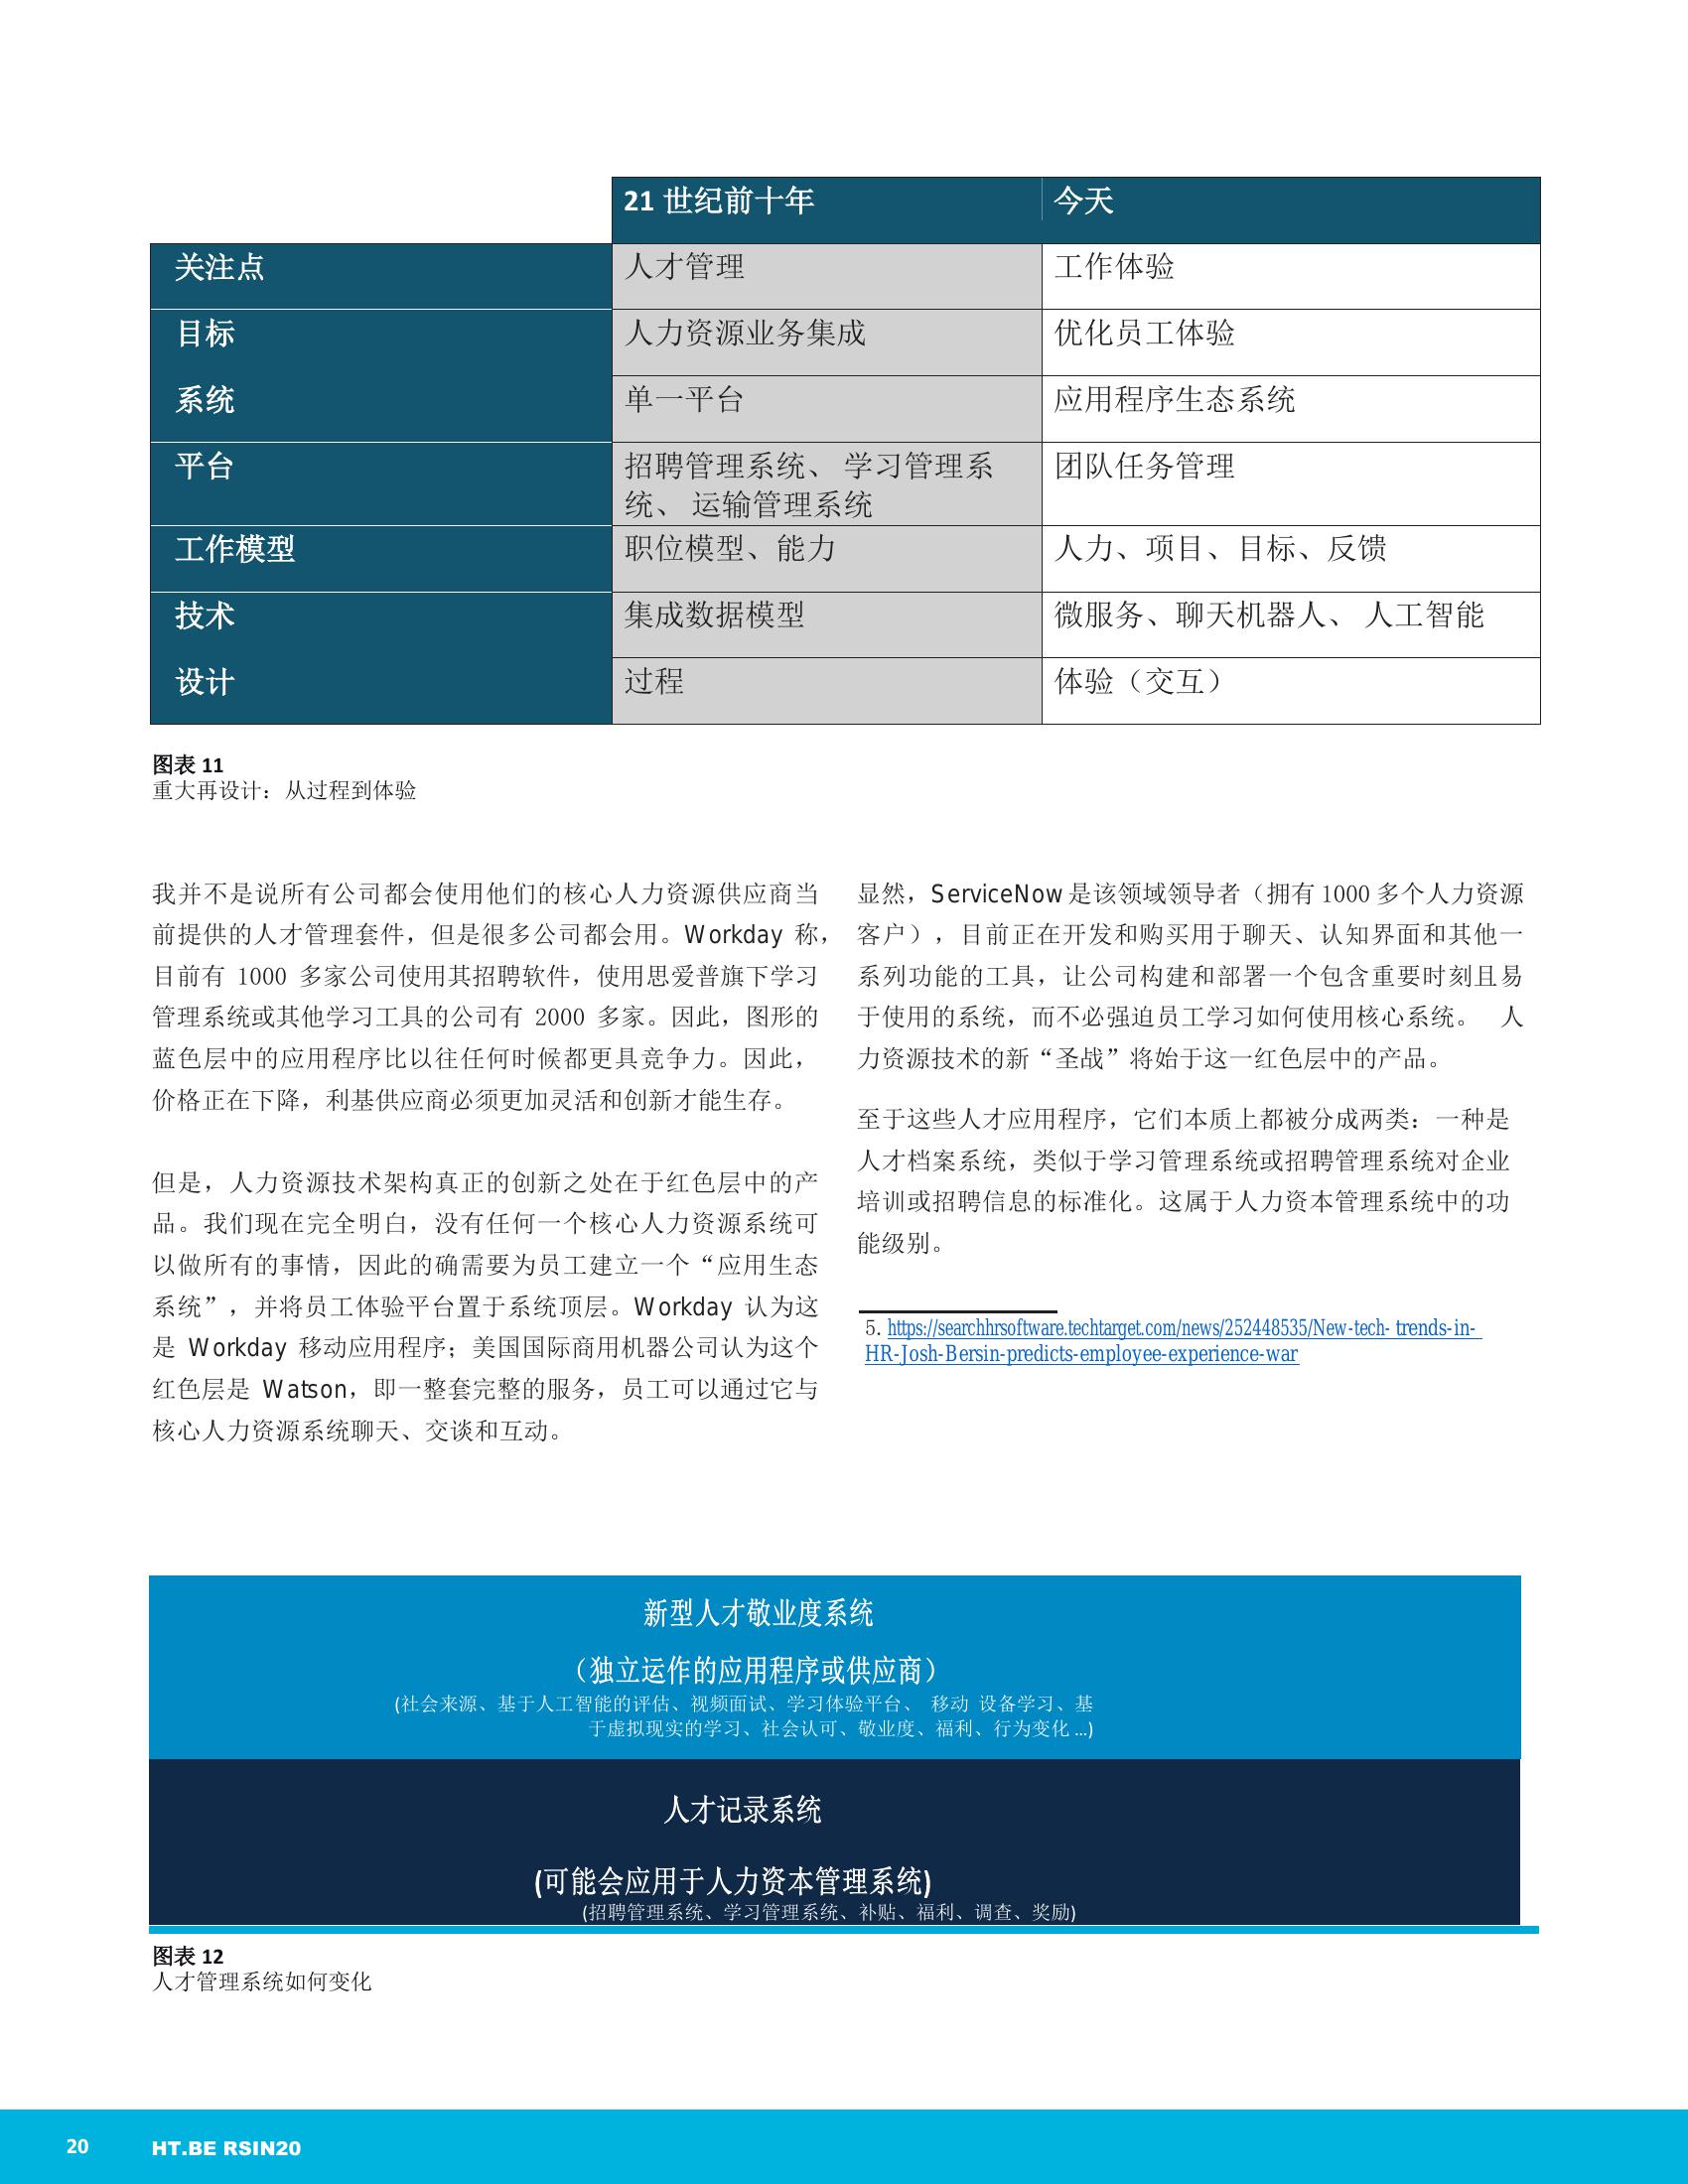 21 世纪前十年 今天
关注点 人才管理 工作体验
目标 人力资源业务集成 优化员工体验
系统 单一平台 应用程序生态系统
平台 招聘管理系统、 学习管理系 团队任务管理
统、 运输管理系统
工作模型 职位模型、能力 人力、项目、目标、反馈
技术 集成数据模型 微服务、聊天机器人、 人工智能
设计 过程 体验（交互）
图表 11
重大再设计：从过程到体验
我并不是说所有公司都会使用他们的核心人力资源供应商当
前提供的人才管理套件，但是很多公司都会用。Workday 称，
目前有 1000 多家公司使用其招聘软件，使用思爱普旗下学习
管理系统或其他学习工具的公司有 2000 多家。因此，图形的
蓝色层中的应用程序比以往任何时候都更具竞争力。因此，
价格正在下降，利基供应商必须更加灵活和创新才能生存。
但是，人力资源技术架构真正的创新之处在于红色层中的产
品。我们现在完全明白，没有任何一个核心人力资源系统可
以做所有的事情，因此的确需要为员工建立一个“应用生态
系统”，并将员工体验平台置于系统顶层。Workday 认为这
是 Workday 移动应用程序；美国国际商用机器公司认为这个
红色层是 Watson，即一整套完整的服务，员工可以通过它与
核心人力资源系统聊天、交谈和互动。
显然，ServiceNow 是该领域领导者（拥有 1000 多个人力资源
客户），目前正在开发和购买用于聊天、认知界面和其他一
系列功能的工具，让公司构建和部署一个包含重要时刻且易
于使用的系统，而不必强迫员工学习如何使用核心系统。 人
力资源技术的新“圣战”将始于这一红色层中的产品。
至于这些人才应用程序，它们本质上都被分成两类：一种是
人才档案系统，类似于学习管理系统或招聘管理系统对企业
培训或招聘信息的标准化。这属于人力资本管理系统中的功
能级别。
5. https://searchhrsoftware.techtarget.com/news/252448535/New-tech- trends-in-
HR-Josh-Bersin-predicts-employee-experience-war
新型人才敬业度系统
（独立运作的应用程序或供应商）
(社会来源、基于人工智能的评估、视频面试、学习体验平台、 移动 设备学习、基
于虚拟现实的学习、社会认可、敬业度、福利、行为变化 ...)
人才记录系统
(可能会应用于人力资本管理系统)
(招聘管理系统、学习管理系统、补贴、福利、调查、奖励)
图表 12
人才管理系统如何变化
20 HT.BE RSIN20